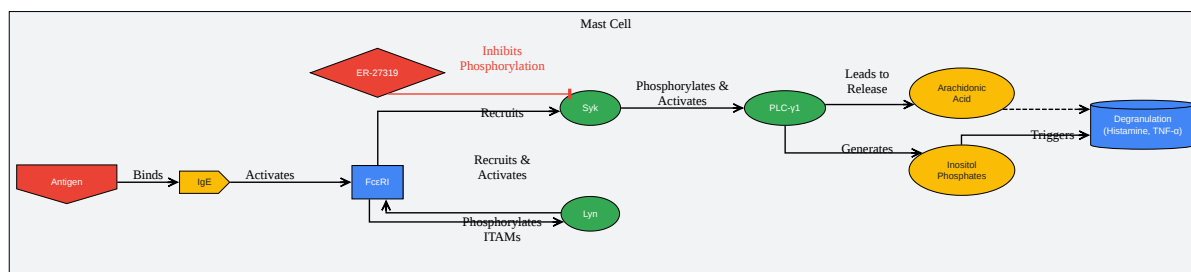 Mast Cell
Inhibits
Phosphorylation
ER-27319
Recruits
Syk
Phosphorylates &
Activates
PLC-γ1
Leads to
Release
Arachidonic
Acid
Degranulation
(Histamine, TNF-α)
Triggers
Generates
Inositol
Phosphates
Antigen
Binds
IgE
Activates
FcεRI
Recruits &
Activates
Lyn
Phosphorylates
ITAMs